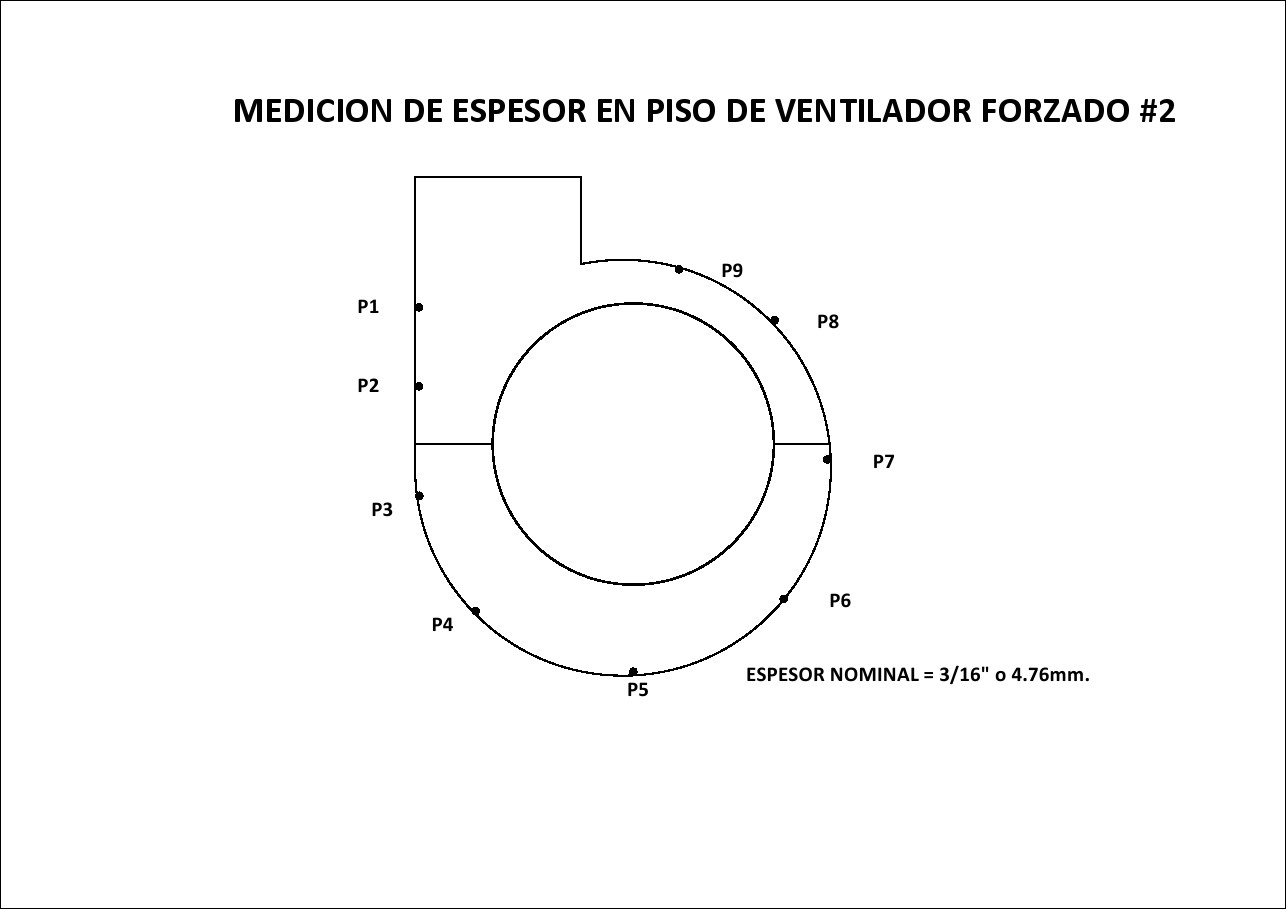 MEDICION DE ESPESOR EN PISO DE VENTILADOR FORZADO #2
P9
P1
P8
P2
P7
P3
P6
P4
ESPESOR NOMINAL = 3/16" o 4.76mm.
P5